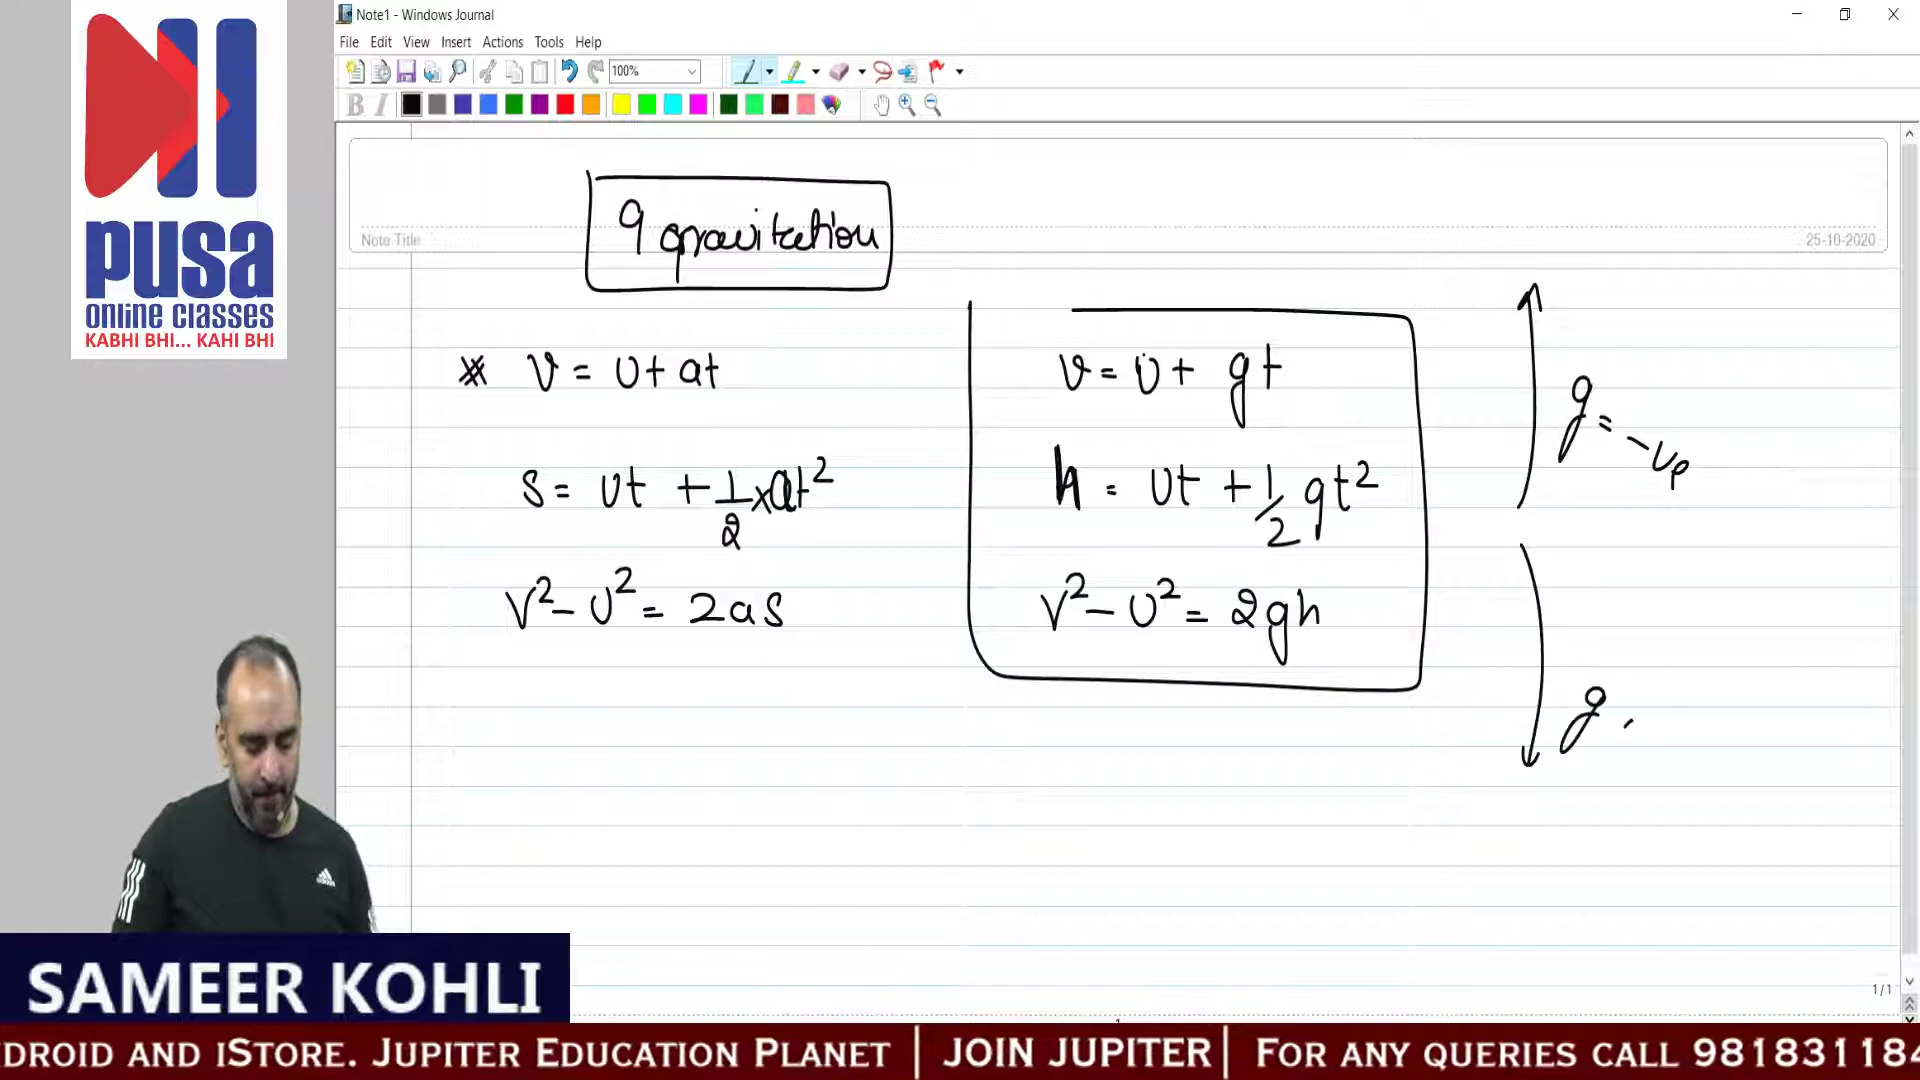 Note1 - Windows Journal
File Edit View Insert Actions Tools Help
100%
B I
PUSA
online classes
KABHI BHI... KAHI BHI
Note Title
25-10-2020
9 gravitation
* v = u + at
s = ut + 1/2 x at²
v² - u² = 2as
v = u + gt
h = ut + 1/2 gt²
v² - u² = 2gh
g = -ve
g
1/1
SAMEER KOHLI
DROID AND iSTORE. JUPITER EDUCATION PLANET | JOIN JUPITER | FOR ANY QUERIES CALL 981831184